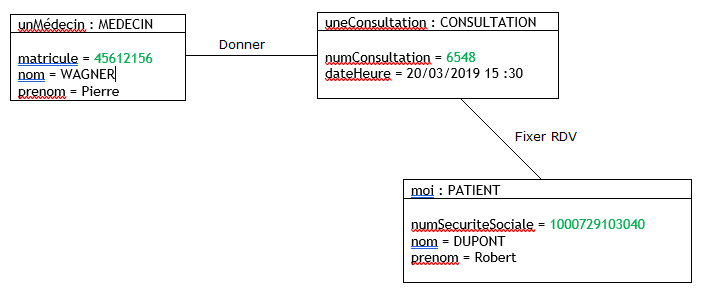 unMédecin : MEDECIN
matricule = 45612156
nom = WAGNER
prenom = Pierre
Donner
uneConsultation : CONSULTATION
numConsultation = 6548
dateHeure = 20/03/2019 15 :30
Fixer RDV
moi : PATIENT
numSecuriteSociale = 1000729103040
nom = DUPONT
prenom = Robert